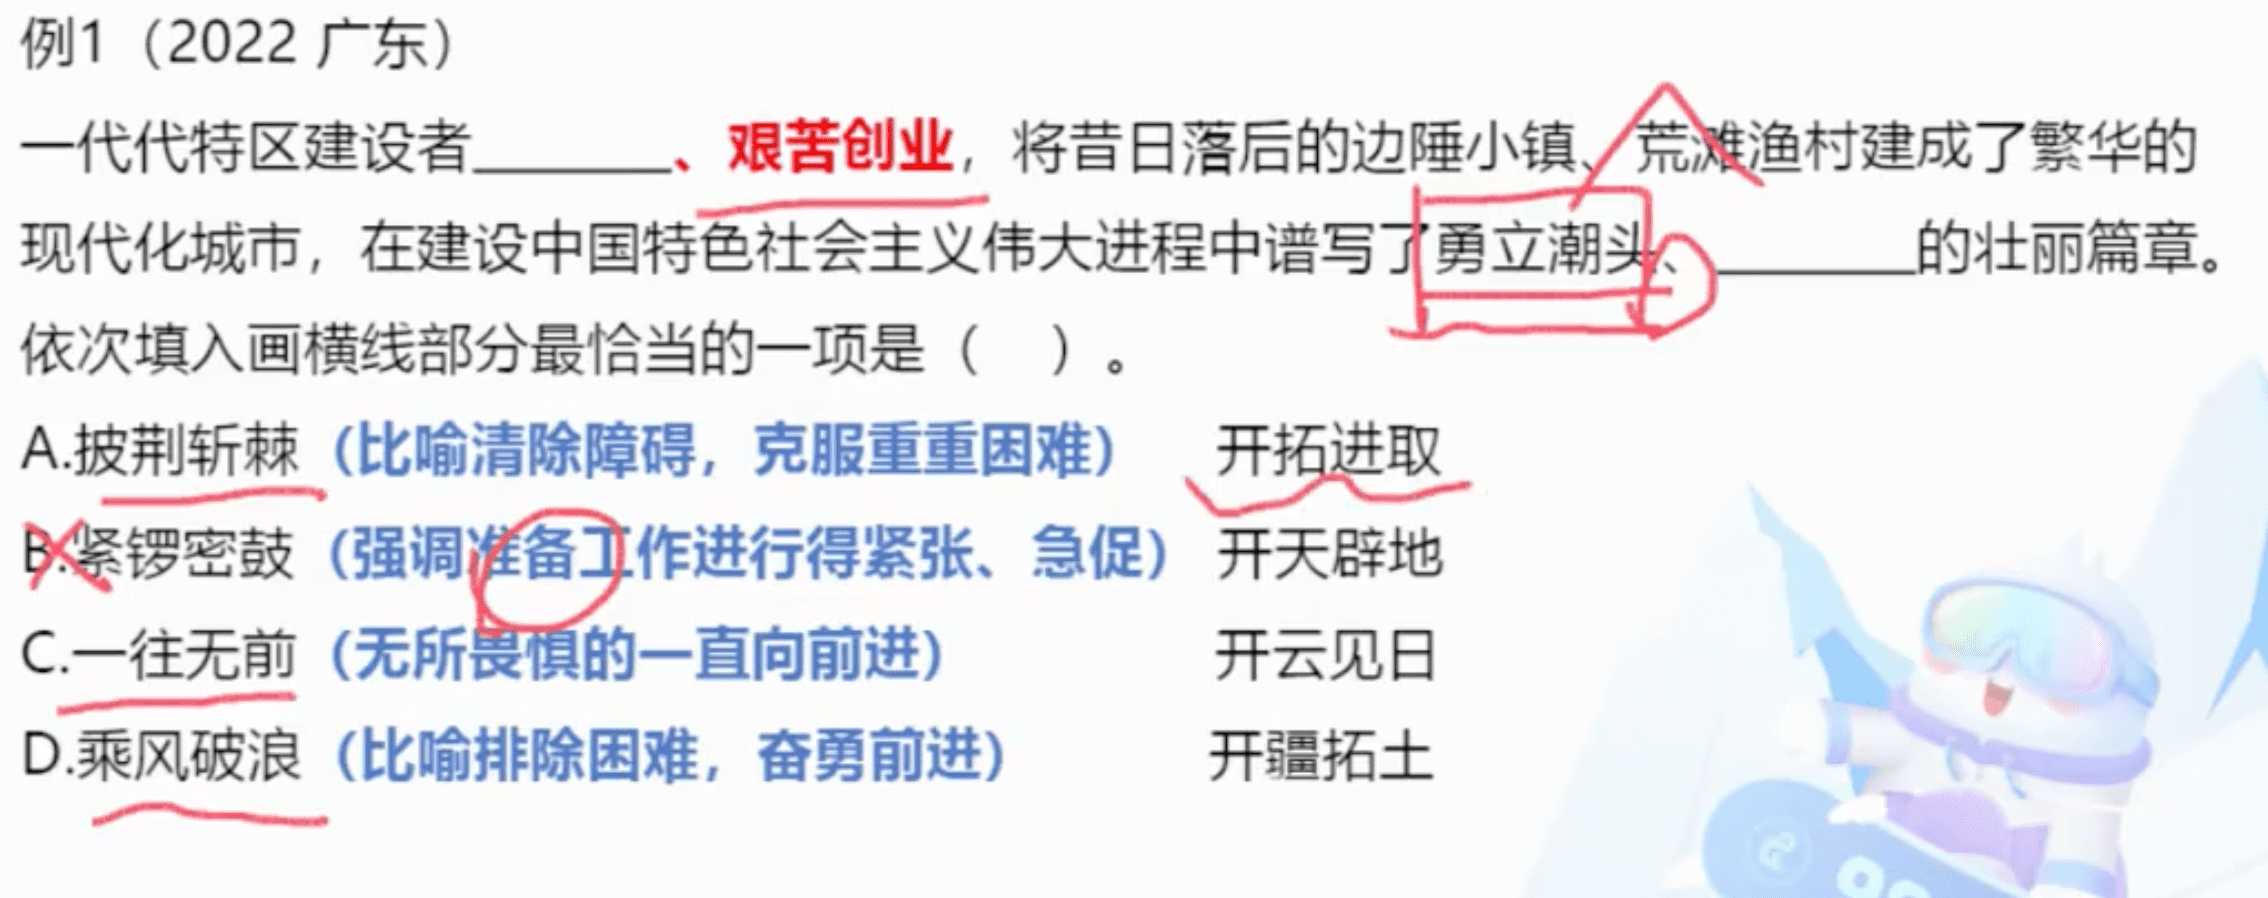 例1（2022 广东）
一代代特区建设者_______、艰苦创业，将昔日落后的边陲小镇、荒滩渔村建成了繁华的
现代化城市，在建设中国特色社会主义伟大进程中谱写了勇立潮头、_______的壮丽篇章。
依次填入画横线部分最恰当的一项是（ ）。
A.披荆斩棘（比喻清除障碍，克服重重困难） 开拓进取
B.紧锣密鼓（强调准备工作进行得紧张、急促） 开天辟地
C.一往无前（无所畏惧的一直向前进） 开云见日
D.乘风破浪（比喻排除困难，奋勇前进） 开疆拓土